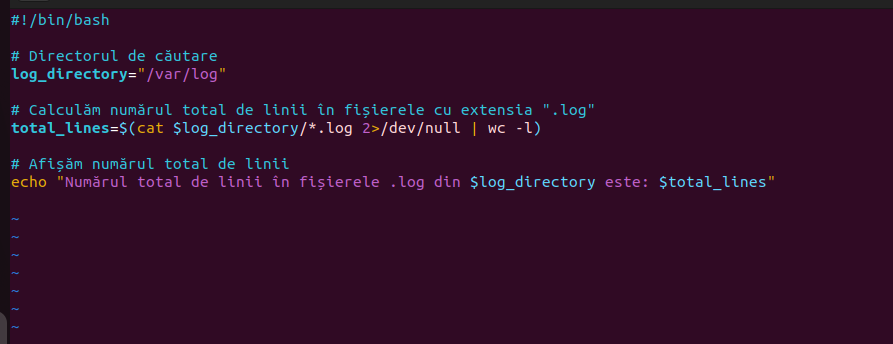 #!/bin/bash
# Directorul de căutare
log_directory="/var/log"
# Calculăm numărul total de linii în fișierele cu extensia ".log"
total_lines=$(cat $log_directory/*.log 2>/dev/null | wc -l)
# Afișăm numărul total de linii
echo "Numărul total de linii în fișierele .log din $log_directory este: $total_lines"
~
~
~
~
~
~
~